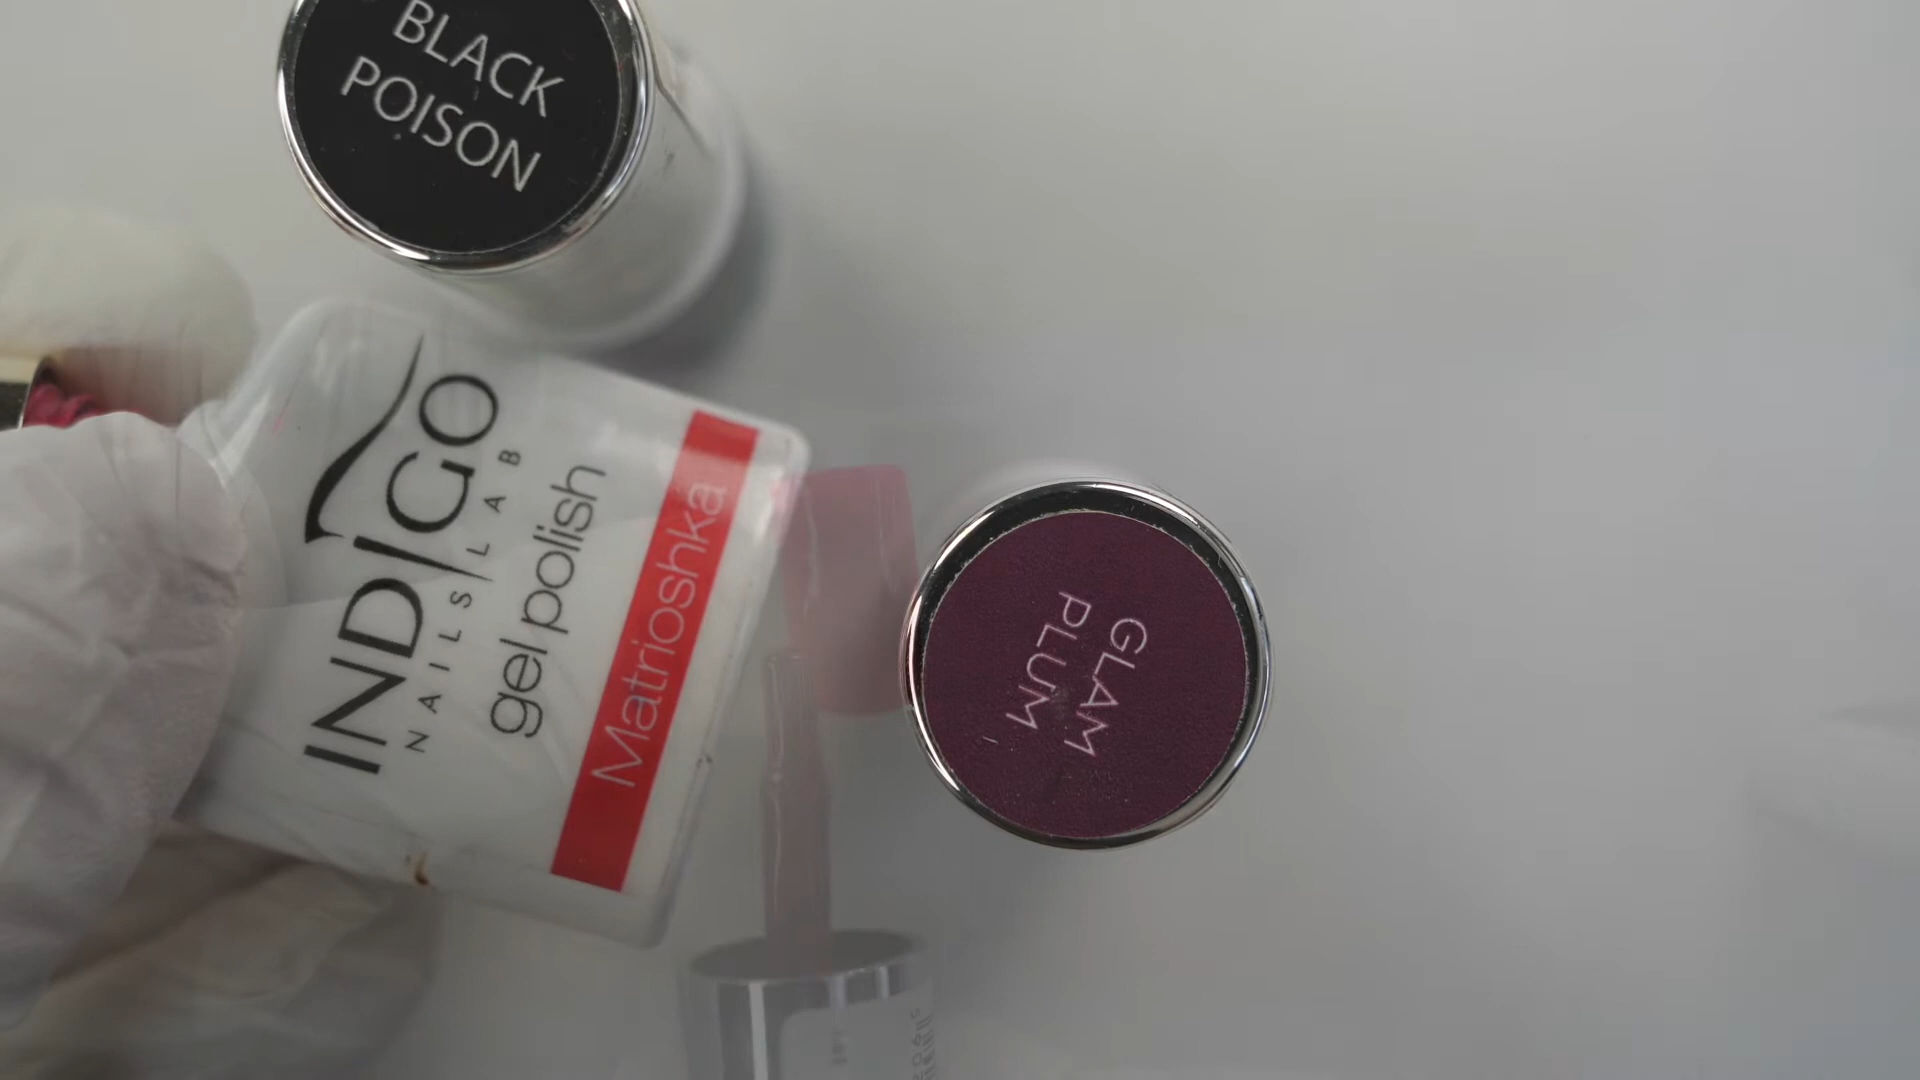 BLACK
POISON
INDIGO
NAILS LAB
gel polish
Matrioshka
GLAM
PLUM